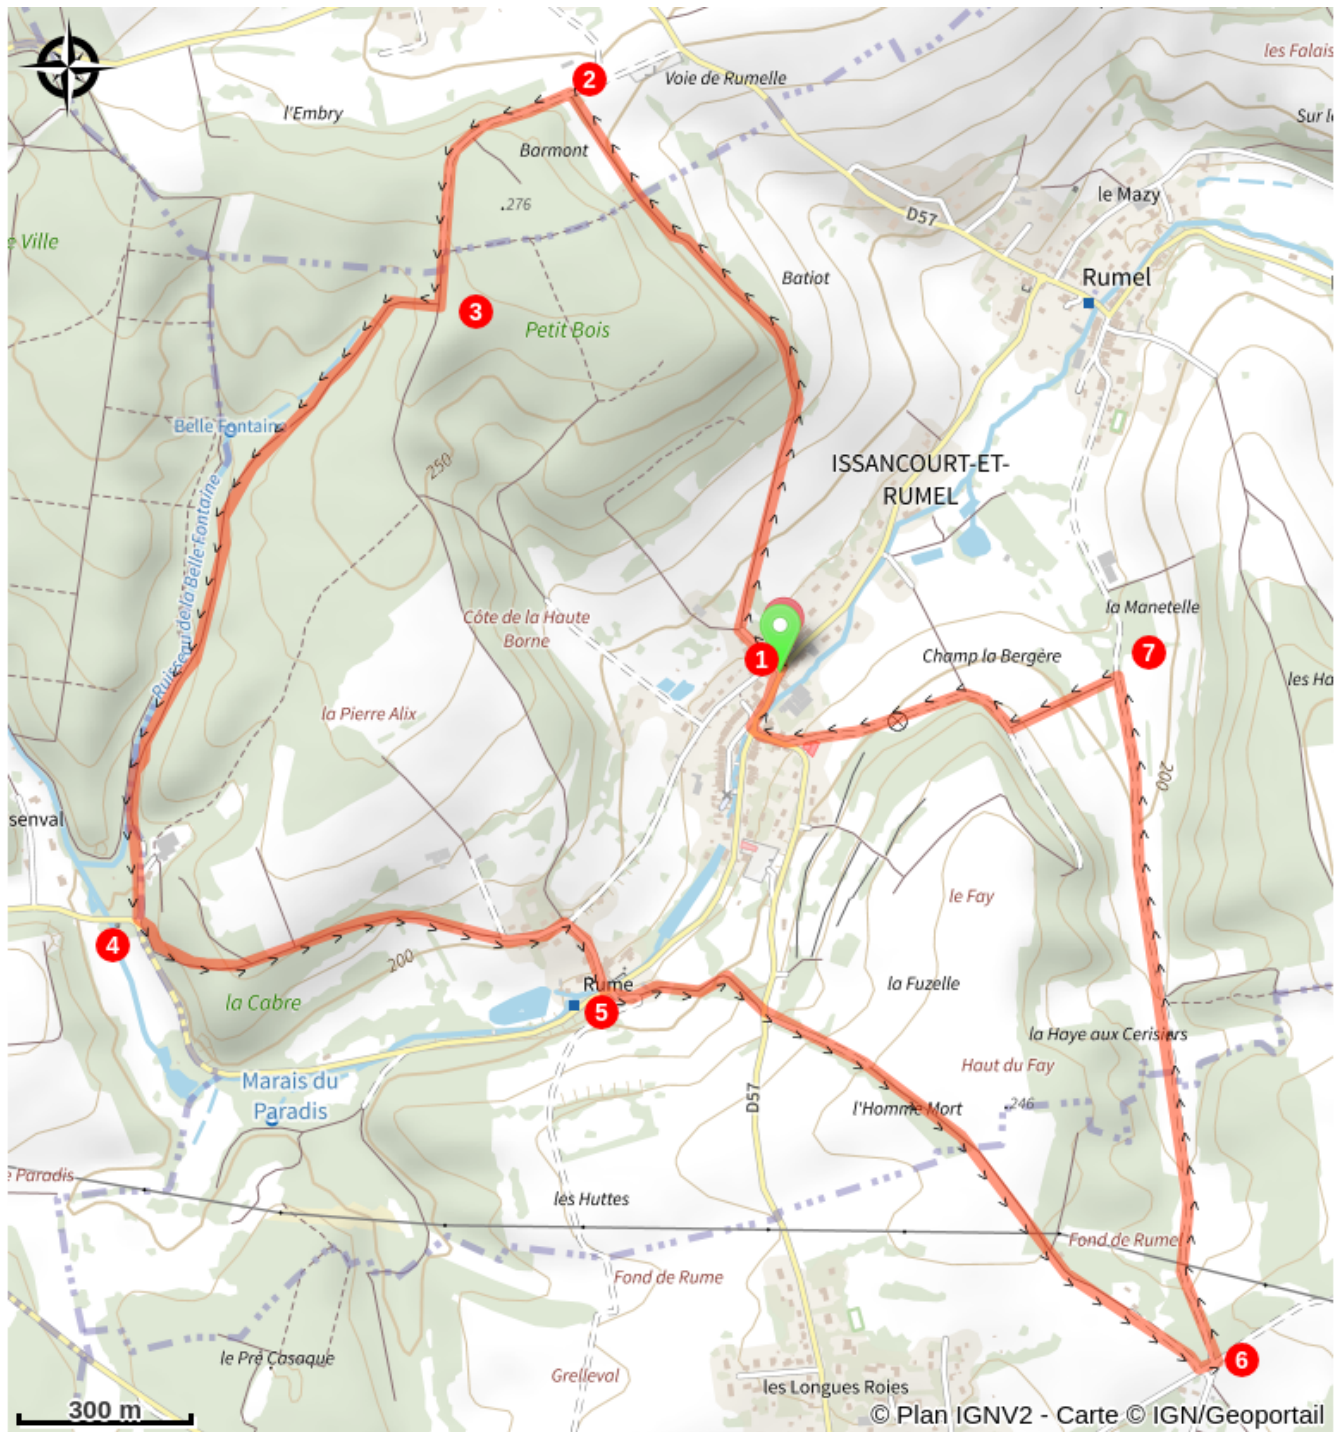 les Falais
2
Voie de Rumelle
l'Embry
Sur l
Bormont
le Mazy
276
D57
e Ville
Batiot
Rumel
3
Petit Bois
Belle Fontaine
250
ISSANCOURT-ET-
RUMEL
Ruisseau de la Belle Fontaine
la Manetelle
Côte de la Haute
Borne
1
7
Champ la Bergère
les Ha
la Pierre Alix
200
senval
le Fay
4
200
la Fuzelle
Rume
la Cabre
5
la Haye aux Cerisiers
Haut du Fay
Marais du
Paradis
D57
l'Homme Mort
246
e Paradis
les Huttes
Fond de Rumel
Fond de Rume
le Pré Casaque
6
Grelleval
les Longues Roies
300 m
© Plan IGNV2 - Carte © IGN/Geoportail